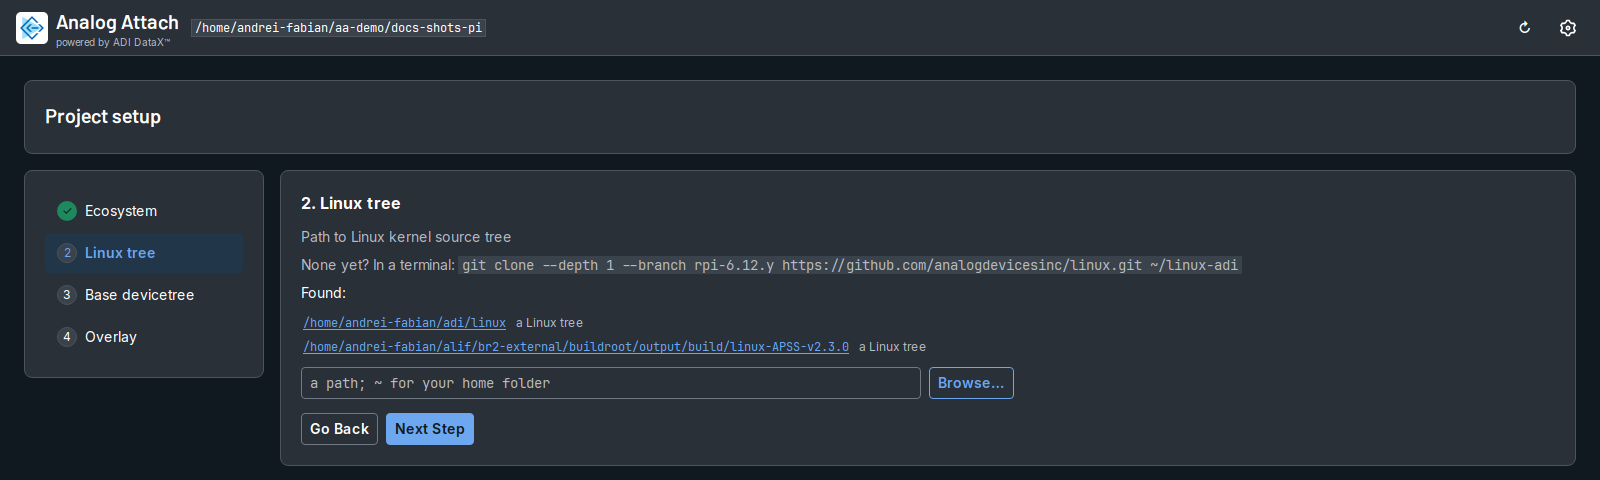 Analog Attach
powered by ADI DataX™
/home/andrei-fabian/aa-demo/docs-shots-pi
Project setup
Ecosystem
2 Linux tree
3 Base devicetree
4 Overlay
2. Linux tree
Path to Linux kernel source tree
None yet? In a terminal: git clone --depth 1 --branch rpi-6.12.y https://github.com/analogdevicesinc/linux.git ~/linux-adi
Found:
/home/andrei-fabian/adi/linux a Linux tree
/home/andrei-fabian/alif/br2-external/buildroot/output/build/linux-APSS-v2.3.0 a Linux tree
a path; ~ for your home folder
Browse...
Go Back Next Step